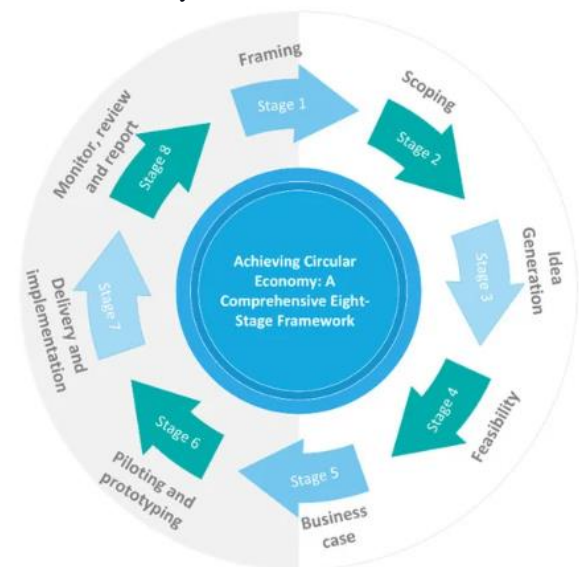 Framing
Stage 1
Scoping
Stage 2
Idea
Generation
Stage 3
Feasibility
Stage 4
Business
case
Stage 5
Piloting and
prototyping
Stage 6
Delivery and
implementation
Stage 7
Monitor, review
and report
Stage 8
Achieving Circular
Economy: A
Comprehensive Eight-
Stage Framework